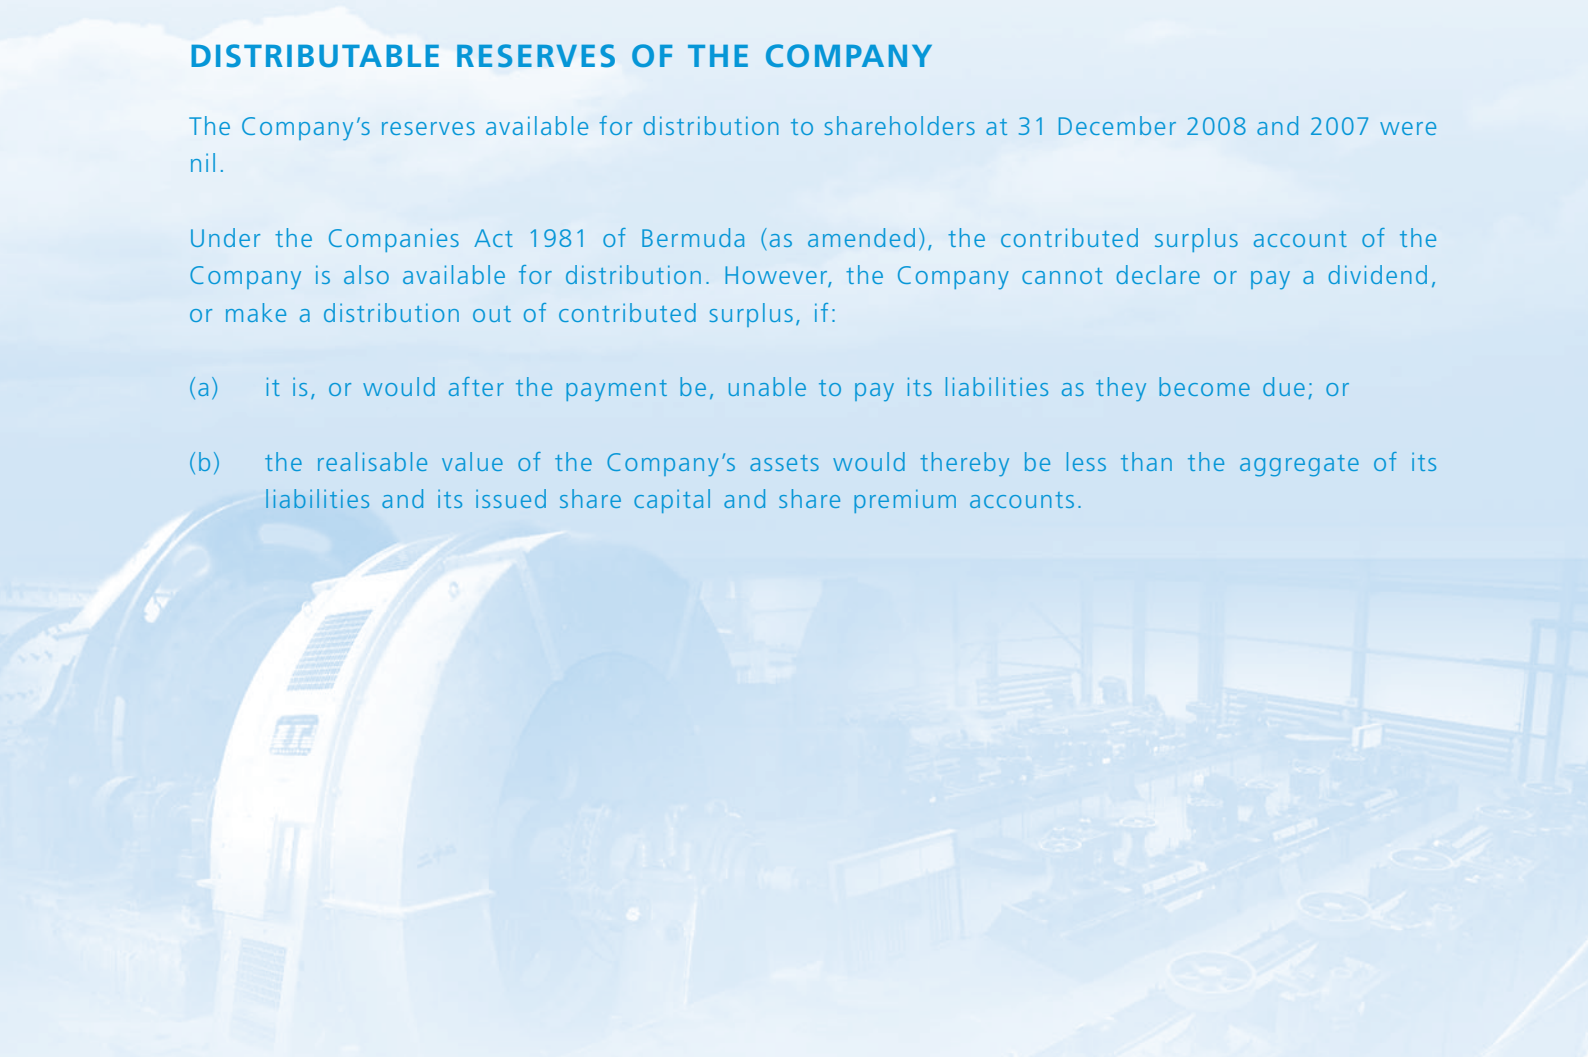 DISTRIBUTABLE RESERVES OF THE COMPANY
The Company’s reserves available for distribution to shareholders at 31 December 2008 and 2007 were
nil.
Under the Companies Act 1981 of Bermuda (as amended), the contributed surplus account of the
Company is also available for distribution. However, the Company cannot declare or pay a dividend,
or make a distribution out of contributed surplus, if:
(a) it is, or would after the payment be, unable to pay its liabilities as they become due; or
(b) the realisable value of the Company’s assets would thereby be less than the aggregate of its
liabilities and its issued share capital and share premium accounts.